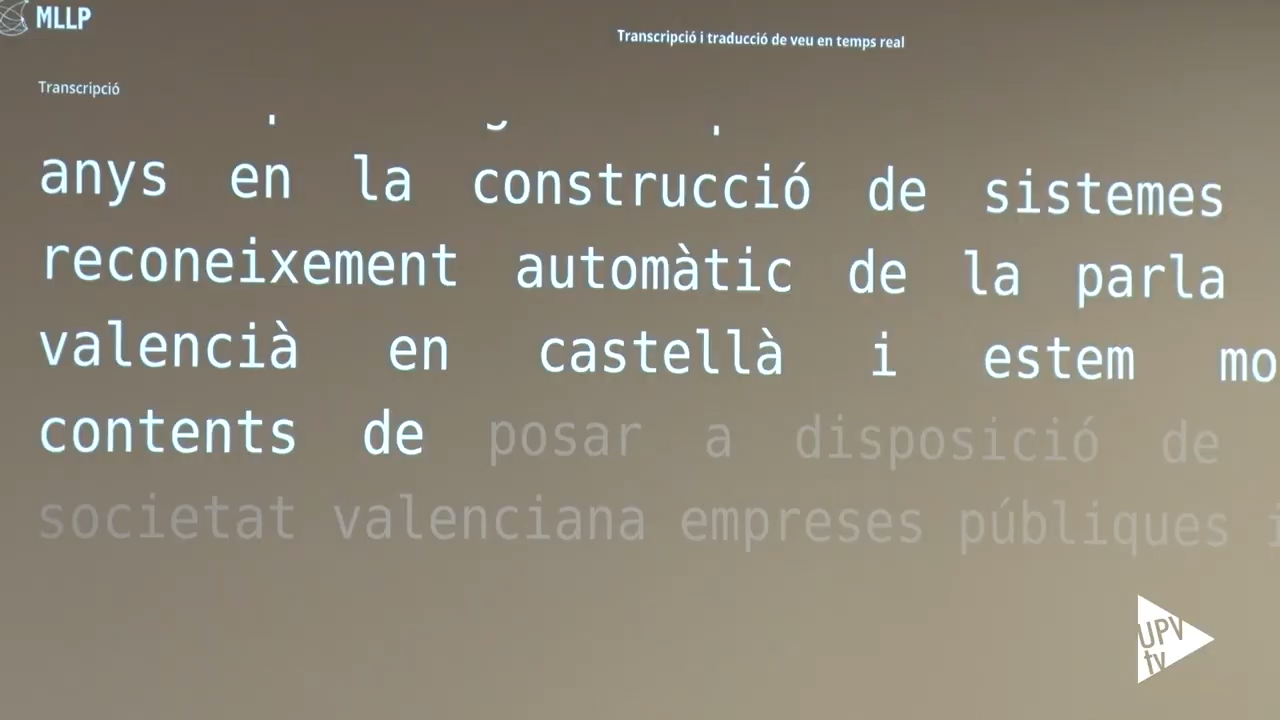 MLLP
Transcripció i traducció de veu en temps real
Transcripció
anys en la construcció de sistemes
reconeixement automàtic de la parla
valencià en castellà i estem mo
contents de posar a disposició de
societat valenciana empreses públiques i
UPV
tv